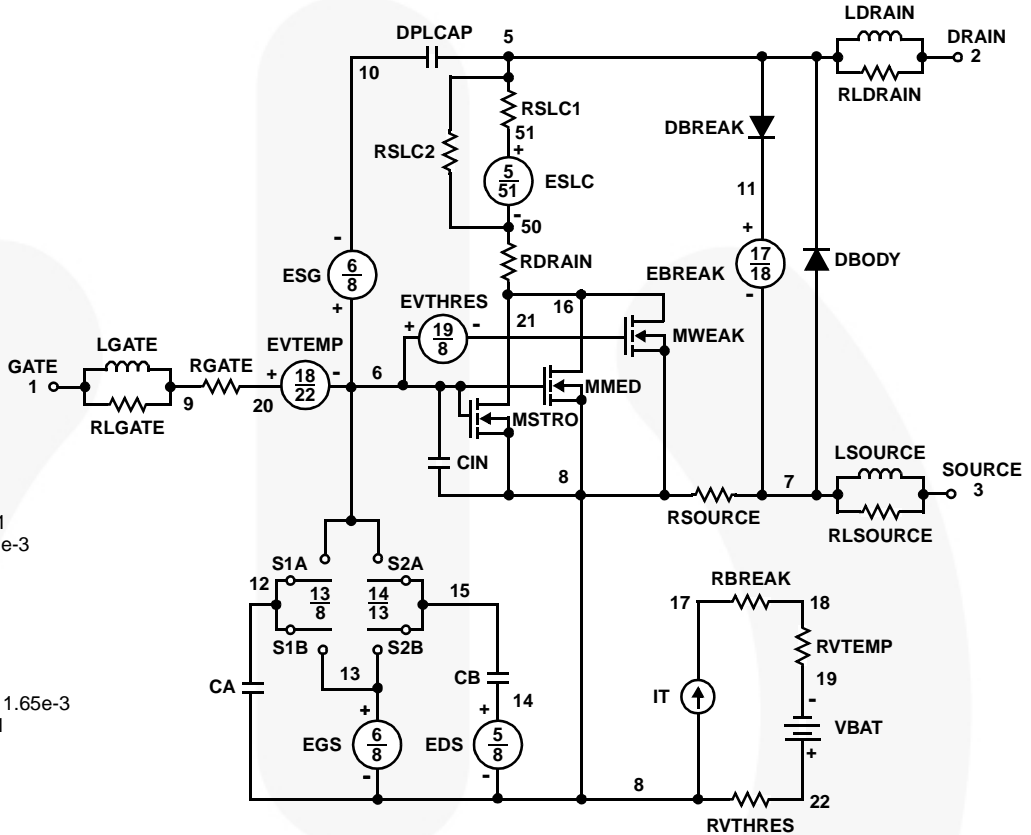 LDRAIN
DPLCAP
5
DRAIN
2
10
RLDRAIN
RSLC1
51
+
DBREAK
RSLC2
5
51
ESLC
11
-
50
-
+
17
18
EBREAK
-
DBODY
RDRAIN
ESG
6
8
+
EVTHRES
+
19
8
-
21
16
MWEAK
LGATE
RGATE
EVTEMP
GATE
1
+
18
22
-
6
MMED
9
20
RLGATE
MSTRO
CIN
8
7
LSOURCE
SOURCE
3
RSOURCE
RLSOURCE
l
e-3
S1A
S2A
12
13
8
14
13
15
RBREAK
17
18
S1B
S2B
RVTEMP
13
CB
19
CA
14
-
1.65e-3
IT
VBAT
+
+
EGS
6
8
EDS
5
8
+
-
-
8
22
RVTHRES